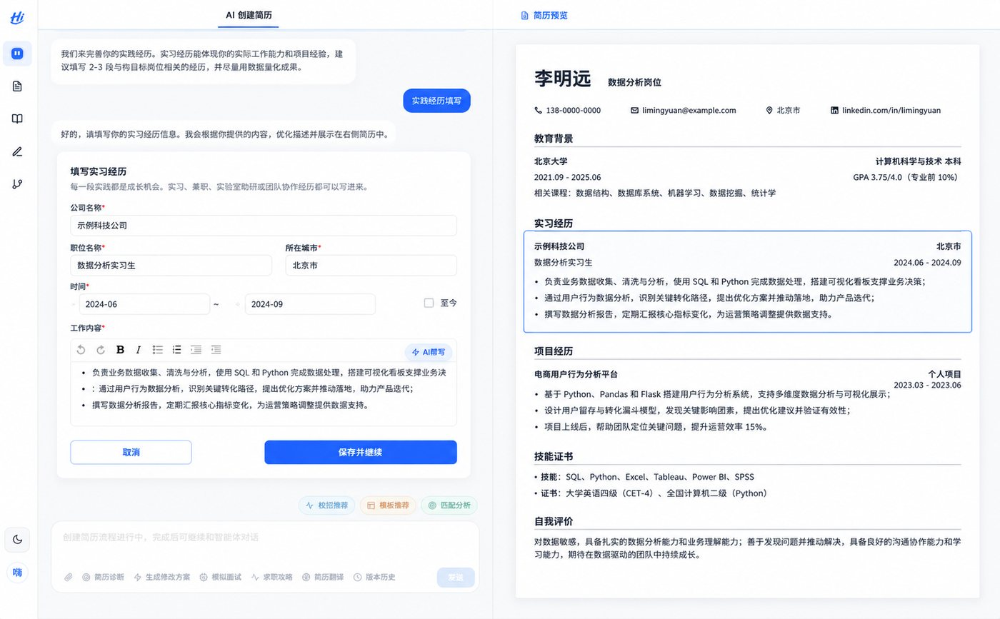 Hi
AI 创建简历
我们来完善你的实践经历。实习经历能体现你的实际工作能力和项目经验，建
议填写 2-3 段与构目标岗位相关的经历，并尽量用数据量化成果。
实践经历填写
好的，请填写你的实习经历信息。我会根据你提供的内容，优化描述并展示在右侧简历中。
填写实习经历
每一段实践都是成长机会。实习、兼职、实验室助研或团队协作经历都可以写进来。
公司名称*
示例科技公司
职位名称*
所在城市*
数据分析实习生
北京市
时间*
2024-06
~
2024-09
至今
工作内容*
B I
AI帮写
• 负责业务数据收集、清洗与分析，使用 SQL 和 Python 完成数据处理，搭建可视化看板支撑业务决
• ：通过用户行为数据分析，识别关键转化路径，提出优化方案并推动落地，助力产品迭代；
• 撰写数据分析报告，定期汇报核心指标变化，为运营策略调整提供数据支持。
取消
保存并继续
校招推荐
模板推荐
匹配分析
创建简历流程进行中，完成后可继续和智能体对话
简历诊断
生成修改方案
模拟面试
求职攻略
简历翻译
版本历史
发送
嗨
简历预览
李明远 数据分析岗位
138-0000-0000
limingyuan@example.com
北京市
linkedin.com/in/limingyuan
教育背景
北京大学
计算机科学与技术 本科
2021.09 - 2025.06
GPA 3.75/4.0（专业前 10%）
相关课程：数据结构、数据库系统、机器学习、数据挖掘、统计学
实习经历
示例科技公司
北京市
数据分析实习生
2024.06 - 2024.09
• 负责业务数据收集、清洗与分析，使用 SQL 和 Python 完成数据处理，搭建可视化看板支撑业务决策；
• 通过用户行为数据分析，识别关键转化路径，提出优化方案并推动落地，助力产品选代；
• 撰写数据分析报告，定期汇报核心指标变化，为运营策略调整提供数据支持。
项目经历
电商用户行为分析平台
个人项目
2023.03 - 2023.06
• 基于 Python、Pandas 和 Flask 搭建用户行为分析系统，支持多维度数据分析与可视化展示；
• 设计用户留存与转化漏斗模型，发现关键影响因素，提出优化建议并验证有效性；
• 项目上线后，帮助团队定位关键问题，提升运营效率 15%。
技能证书
• 技能：SQL、Python、Excel、Tableau、Power BI、SPSS
• 证书：大学英语四级（CET-4）、全国计算机二级（Python）
自我评价
对数据敏感，具备扎实的数据分析能力和业务理解能力；善于发现问题并推动解决，具备良好的沟通协作能力和学
习能力，期待在数据驱动的团队中持续成长。